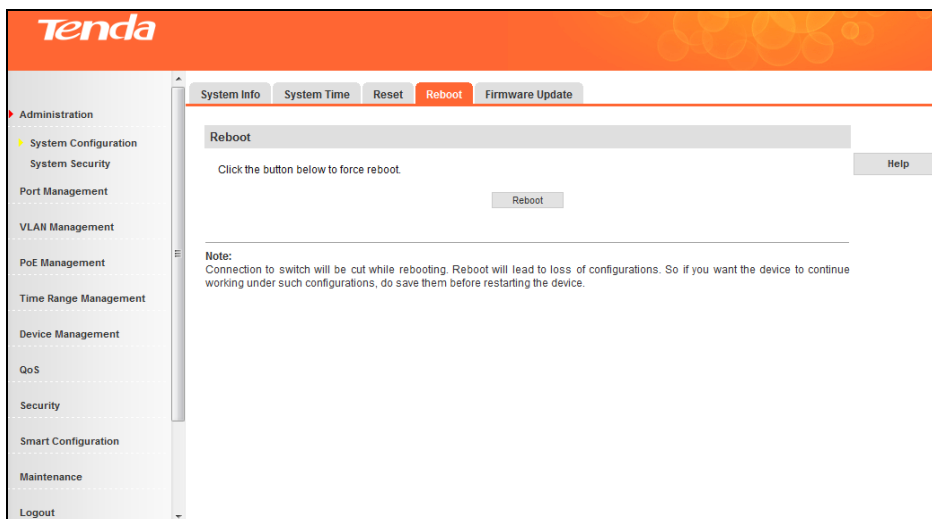 Tenda
System Info System Time Reset Reboot Firmware Update
Administration
System Configuration
System Security
Port Management
VLAN Management
PoE Management
Time Range Management
Device Management
QoS
Security
Smart Configuration
Maintenance
Logout
Reboot
Click the button below to force reboot.
Reboot
Help
Note:
Connection to switch will be cut while rebooting. Reboot will lead to loss of configurations. So if you want the device to continue
working under such configurations, do save them before restarting the device.